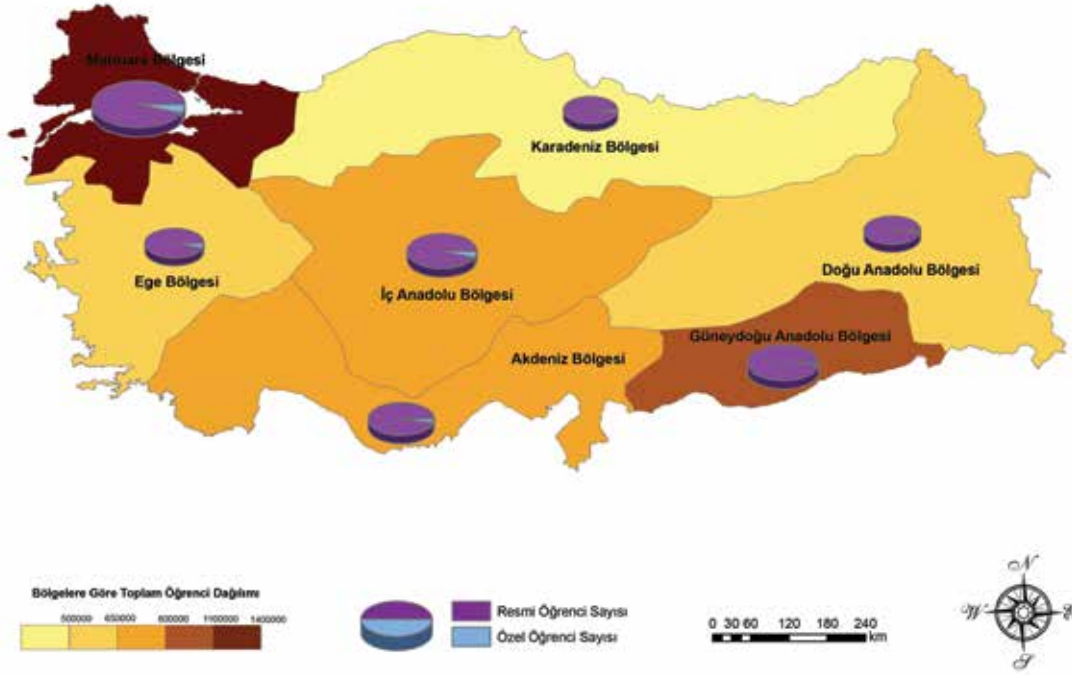 Marmara Bölgesi
Karadeniz Bölgesi
Ege Bölgesi
İç Anadolu Bölgesi
Doğu Anadolu Bölgesi
Akdeniz Bölgesi
Güneydoğu Anadolu Bölgesi
Bölgelere Göre Toplam Öğrenci Dağılımı
500000 650000 800000 1100000 1400000
Resmi Öğrenci Sayısı
Özel Öğrenci Sayısı
0 30 60 120 180 240
km
N
W E
S